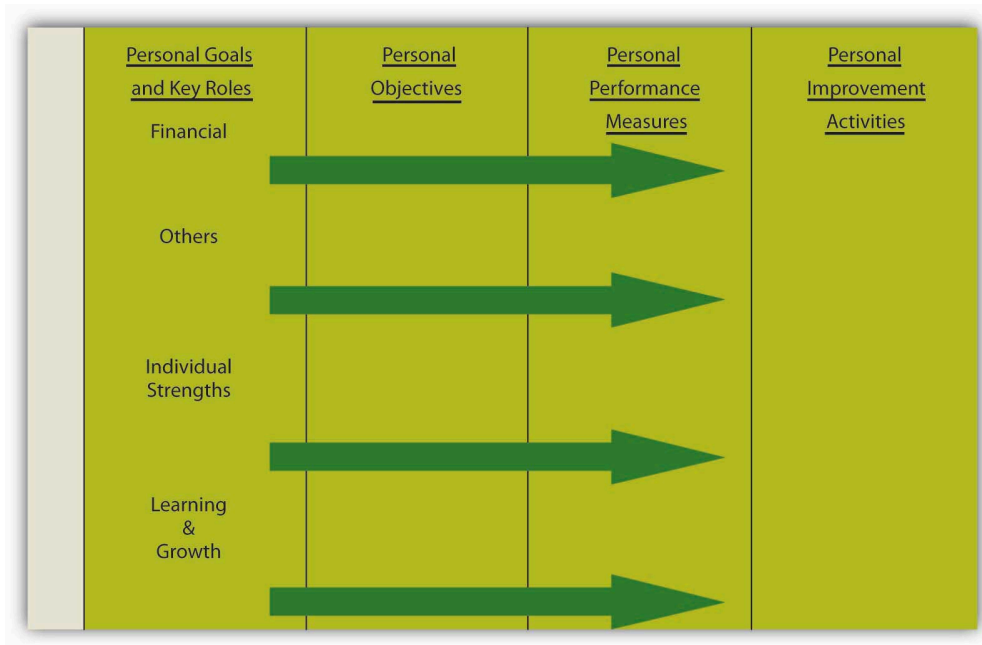 Personal Goals
and Key Roles
Financial
Others
Individual
Strengths
Learning
&
Growth
Personal
Objectives
Personal
Performance
Measures
Personal
Improvement
Activities